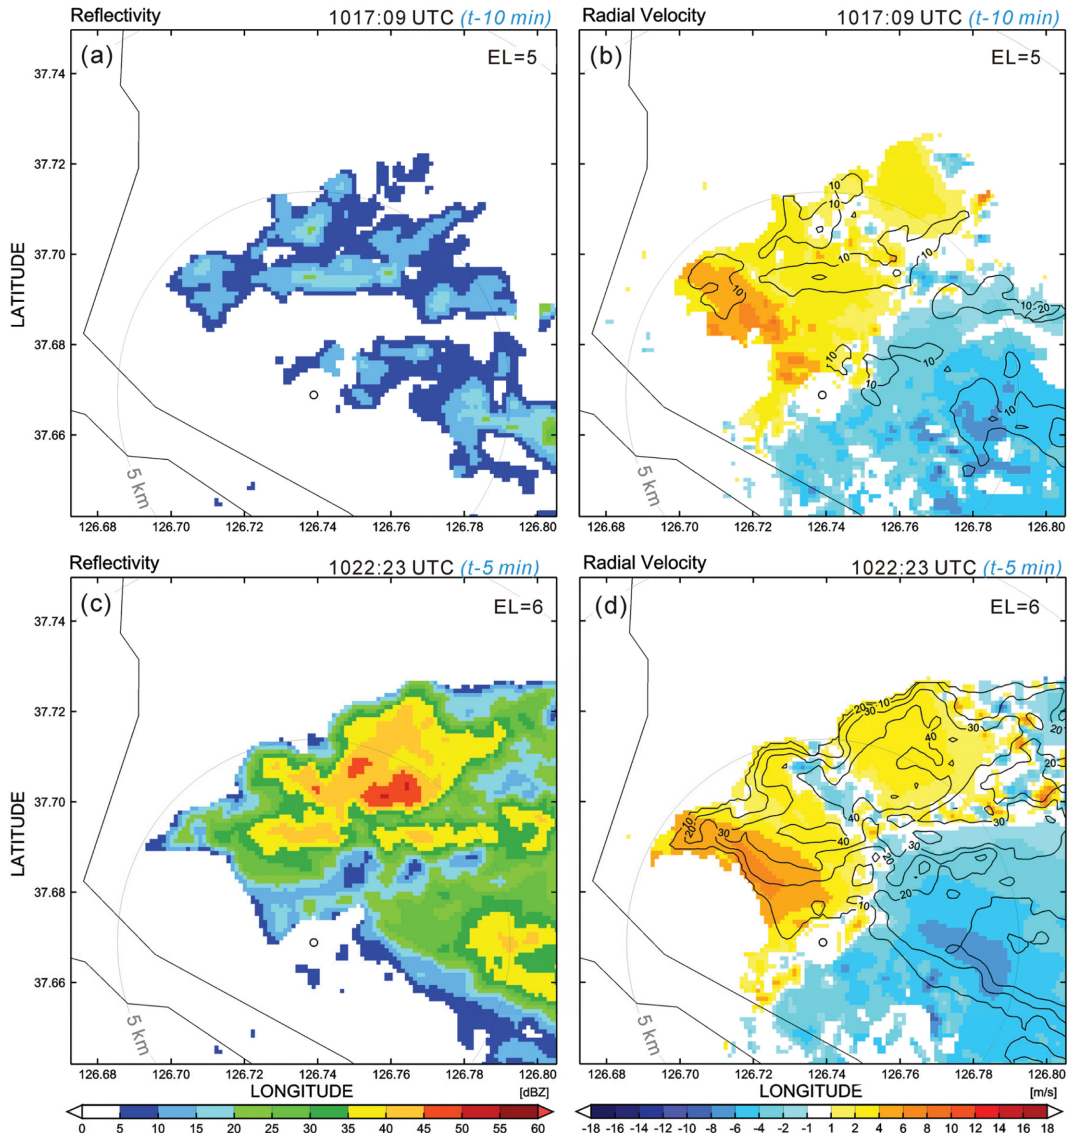 Reflectivity 1017:09 UTC (t-10 min) Radial Velocity 1017:09 UTC (t-10 min)
(a) EL=5 (b) EL=5
37.74
37.72
10
10
37.70
10 10
10
10 20
37.68
10 10
10
10
37.66
5 km 5 km
LATITUDE
126.68 126.70 126.72 126.74 126.76 126.78 126.80 126.68 126.70 126.72 126.74 126.76 126.78 126.80
Reflectivity 1022:23 UTC (t-5 min) Radial Velocity 1022:23 UTC (t-5 min)
(c) EL=6 (d) EL=6
37.74
37.72
20 30 10
30
40
20
20
37.70
10 20 30 40 40 30
30
20
20
37.68
10
37.66
5 km 5 km
LATITUDE
126.68 126.70 126.72 126.74 126.76 126.78 126.80 126.68 126.70 126.72 126.74 126.76 126.78 126.80
LONGITUDE [dBZ] LONGITUDE [m/s]
0 5 10 15 20 25 30 35 40 45 50 55 60 -18 -16 -14 -12 -10 -8 -6 -4 -2 -1 1 2 4 6 8 10 12 14 16 18